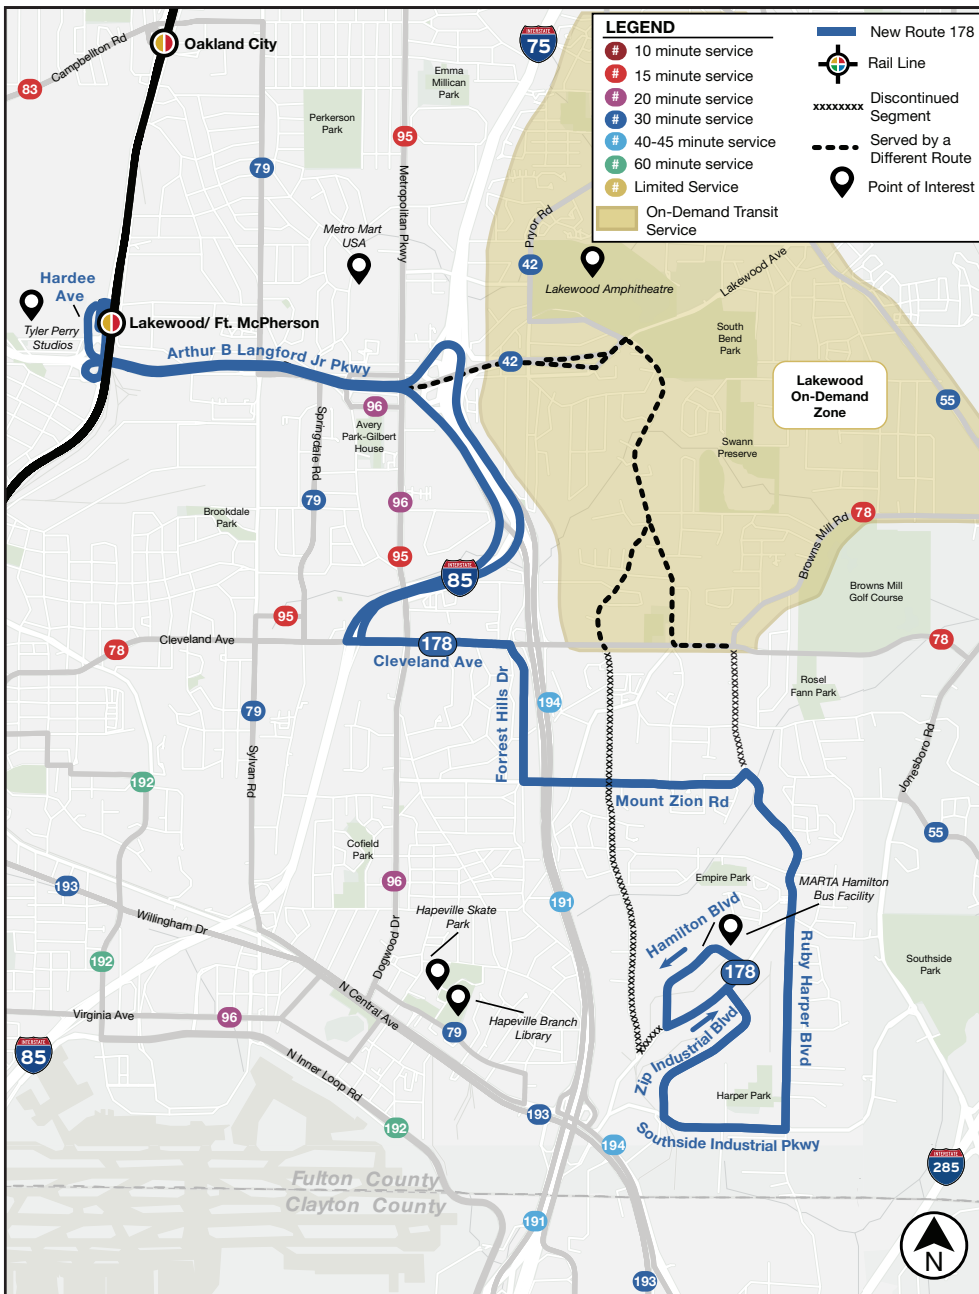 LEGEND
# 10 minute service
# 15 minute service
# 20 minute service
# 30 minute service
# 40-45 minute service
# 60 minute service
# Limited Service
On-Demand Transit
Service
New Route 178
Rail Line
xxxxxxxx Discontinued
Segment
Served by a
Different Route
Point of Interest
Oakland City
Campbellton Rd
83
INTERSTATE
75
Emma
Millican
Park
Perkerson
Park
95
79
Metropolitan Pkwy
Metro Mart
USA
Pryor Rd
42
Lakewood Amphitheatre
Lakewood Ave
Hardee
Ave
Tyler Perry
Studios
Lakewood/ Ft. McPherson
Arthur B Langford Jr Pkwy
42
South
Bend
Park
Lakewood
On-Demand
Zone
55
96
Avery
Park-Gilbert
House
Springdale Rd
Swann
Preserve
79
96
Brookdale
Park
78
Browns Mill Rd
95
INTERSTATE
85
Browns Mill
Golf Course
95
Cleveland Ave
78
178
Cleveland Ave
78
Rosel
Fann Park
Forrest Hills Dr
194
79
Sylvan Rd
Jonesboro Rd
192
Mount Zion Rd
55
Cofield
Park
96
193
Empire Park
MARTA Hamilton
Bus Facility
191
Willingham Dr
Hapeville Skate
Park
Dogwood Dr
Hamilton Blvd
178
Ruby Harper Blvd
192
Southside
Park
N Central Ave
Virginia Ave
96
79
Hapeville Branch
Library
INTERSTATE
85
N Inner Loop Rd
Zip Industrial Blvd
Harper Park
192
193
194
Southside Industrial Pkwy
INTERSTATE
285
Fulton County
Clayton County
191
193
N